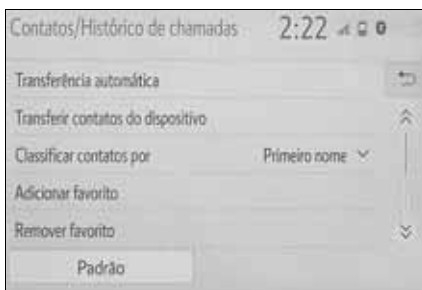 Contatos/Histórico de chamadas 2:22
Transferência automática
Transferir contatos do dispositivo
Classificar contatos por Primeiro nome
Adicionar favorito
Remover favorito
Padrão